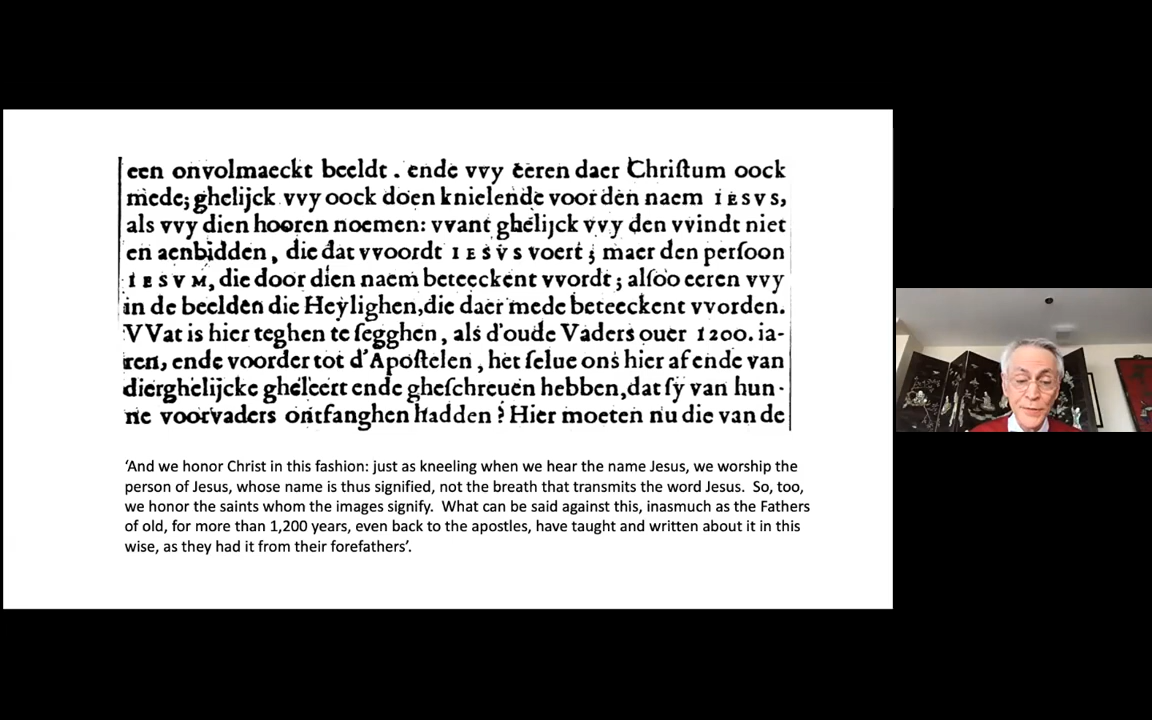 een onvolmaeckt beeldt . ende vvy eeren daer Chriſtum oock
mede; ghelijck vvy oock doen knielende voor den naem IESVS,
als vvy dien hooren noemen: vvant ghelijck vvy den vvindt niet
en aenbidden, die dat vvoordt IESVS voert; maer den perſoon
IESVM, die door dien naem beteeckent vvordt; alſoo eeren vvy
in de beelden die Heylighen, die daer mede beteeckent vvorden.
VVat is hier teghen te ſegghen, als d'oude Vaders ouer 1200. ia-
ren, ende voorder tot d'Apoſtelen, het ſelue ons hier af ende van
dierghelijcke gheleert ende gheſchreuen hebben, dat ſy van hun-
ne voorvaders ontfanghen hadden? Hier moeten nu die van de
‘And we honor Christ in this fashion: just as kneeling when we hear the name Jesus, we worship the
person of Jesus, whose name is thus signified, not the breath that transmits the word Jesus. So, too,
we honor the saints whom the images signify. What can be said against this, inasmuch as the Fathers
of old, for more than 1,200 years, even back to the apostles, have taught and written about it in this
wise, as they had it from their forefathers’.